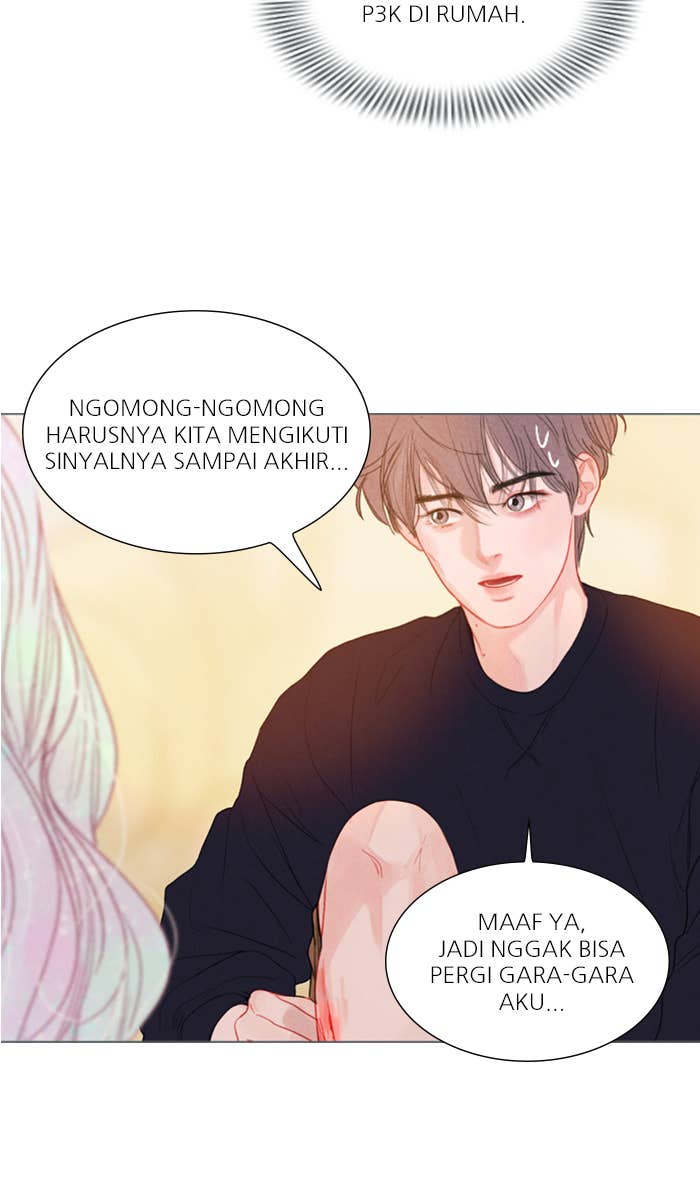 P3K DI RUMAH.
NGOMONG-NGOMONG
HARUSNYA KITA MENGIKUTI
SINYALNYA SAMPAI AKHIR...
MAAF YA,
JADI NGGAK BISA
PERGI GARA-GARA
AKU...